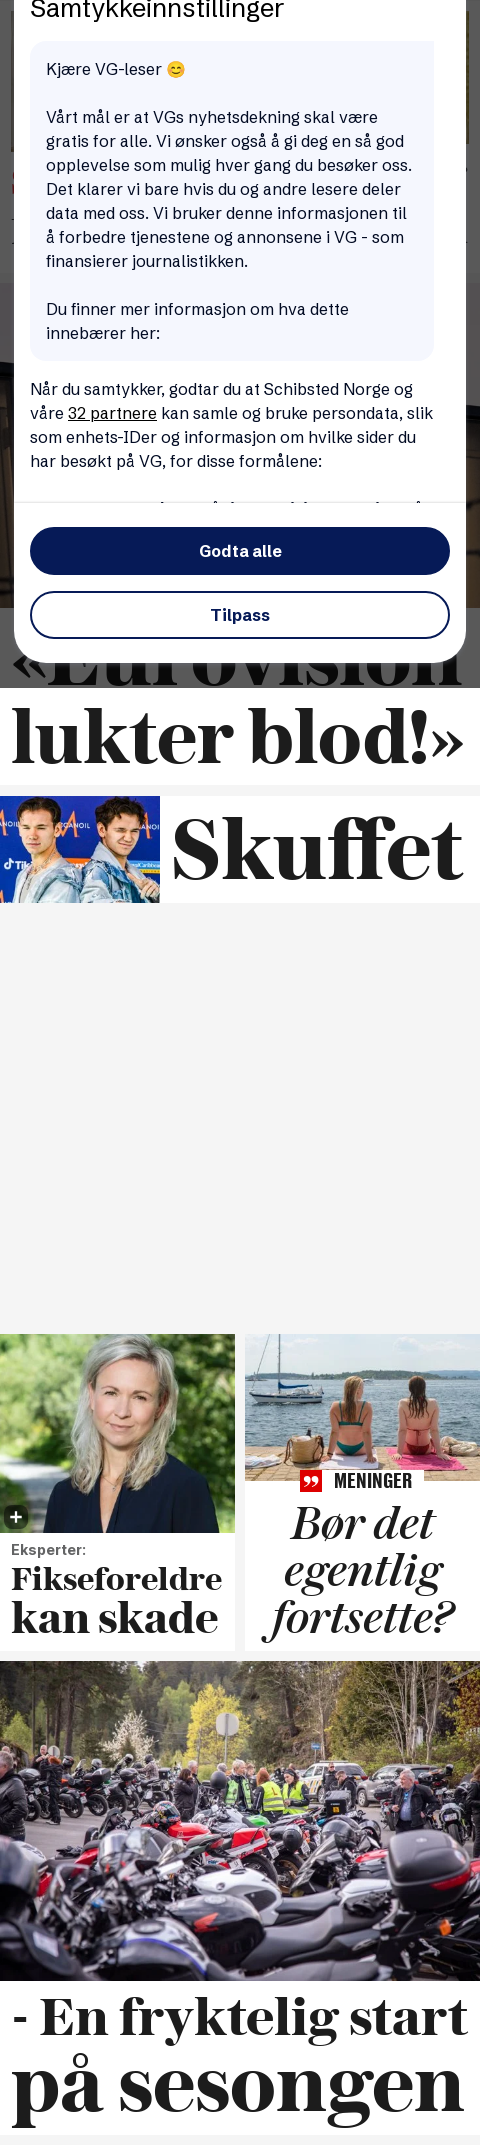 Samtykkeinnstillinger
Kjære VG-leser 😊
Vårt mål er at VGs nyhetsdekning skal være
gratis for alle. Vi ønsker også å gi deg en så god
opplevelse som mulig hver gang du besøker oss.
Det klarer vi bare hvis du og andre lesere deler
data med oss. Vi bruker denne informasjonen til
å forbedre tjenestene og annonsene i VG - som
finansierer journalistikken.
Du finner mer informasjon om hva dette
innebærer her:
Når du samtykker, godtar du at Schibsted Norge og
våre 32 partnere kan samle og bruke persondata, slik
som enhets-IDer og informasjon om hvilke sider du
har besøkt på VG, for disse formålene:
Godta alle
Tilpass
«Eurovision
lukter blod!»
Skuffet
Eksperter:
Fikseforeldre
kan skade
MENINGER
Bør det
egentlig
fortsette?
- En fryktelig start
på sesongen